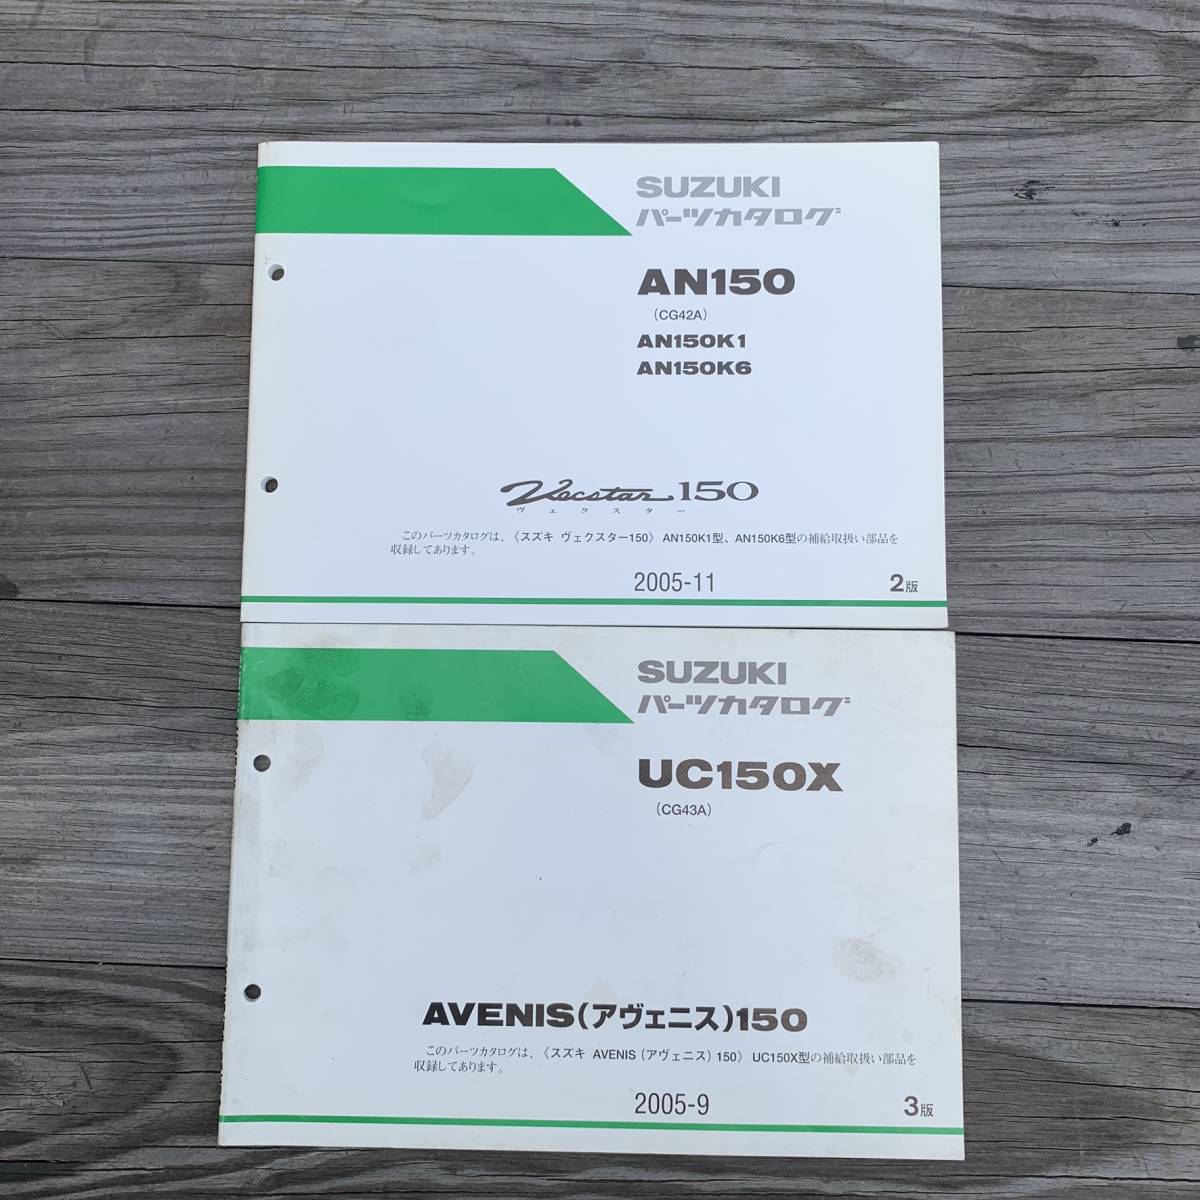 SUZUKI
パーツカタログ
AN150
(CG42A)
AN150K1
AN150K6
Vecstar 150
ヴェクスター
このパーツカタログは、《スズキ ヴェクスター150》 AN150K1型、AN150K6型の補給取扱い部品を
収録してあります。
2005-11 2版
SUZUKI
パーツカタログ
UC150X
(CG43A)
AVENIS(アヴェニス)150
このパーツカタログは、《スズキ AVENIS (アヴェニス) 150》 UC150X型の補給取扱い部品を
収録してあります。
2005-9 3版